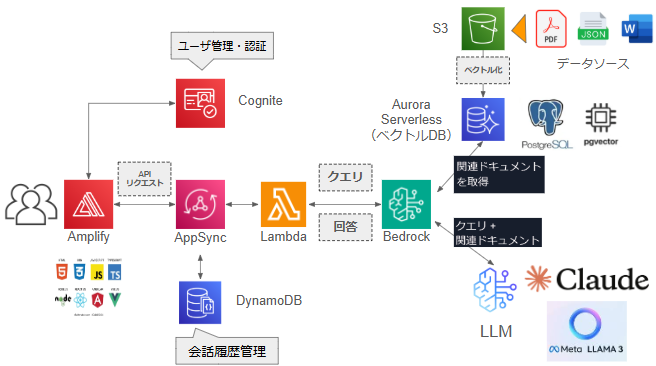 S3
PDF
JSON
W
データソース
ユーザ管理・認証
ベクトル化
Cognite
Aurora
Serverless
（ベクトルDB）
PostgreSQL
pgvector
API
リクエスト
クエリ
関連ドキュメント
を取得
Amplify
AppSync
Lambda
回答
Bedrock
クエリ +
関連ドキュメント
JS
TS
node
DynamoDB
会話履歴管理
LLM
Claude
Meta LLAMA 3